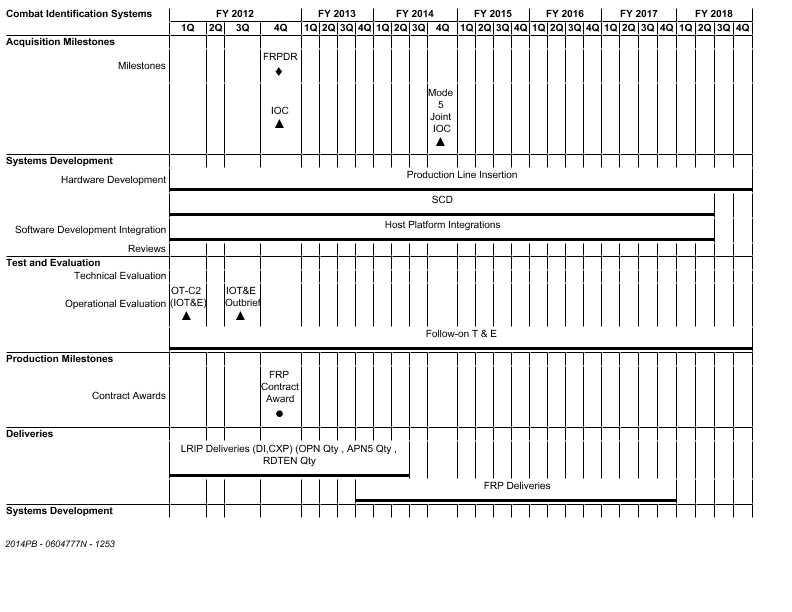 Combat Identification Systems FY 2012 FY 2013 FY 2014 FY 2015 FY 2016 FY 2017 FY 2018
1Q 2Q 3Q 4Q 1Q 2Q 3Q 4Q 1Q 2Q 3Q 4Q 1Q 2Q 3Q 4Q 1Q 2Q 3Q 4Q 1Q 2Q 3Q 4Q 1Q 2Q 3Q 4Q
Acquisition Milestones
Milestones FRPDR
IOC
Mode
5
Joint
IOC
Systems Development
Hardware Development Production Line Insertion
SCD
Software Development Integration Host Platform Integrations
Reviews
Test and Evaluation
Technical Evaluation
Operational Evaluation
OT-C2
(IOT&E)
IOT&E
Outbrief
Follow-on T & E
Production Milestones
Contract Awards
FRP
Contract
Award
Deliveries
LRIP Deliveries (DI,CXP) (OPN Qty , APN5 Qty ,
RDTEN Qty
FRP Deliveries
Systems Development
2014PB - 0604777N - 1253